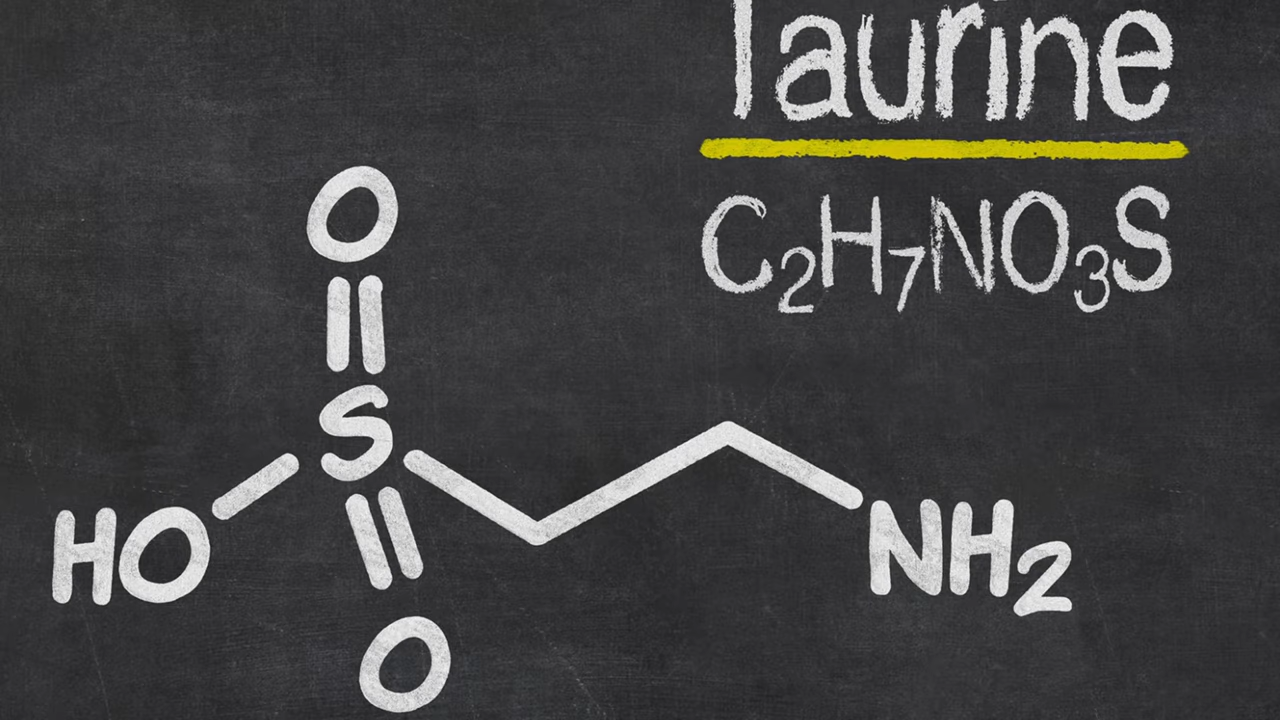 Taurine
C₂H₇NO₃S
O
S
HO
NH₂
O